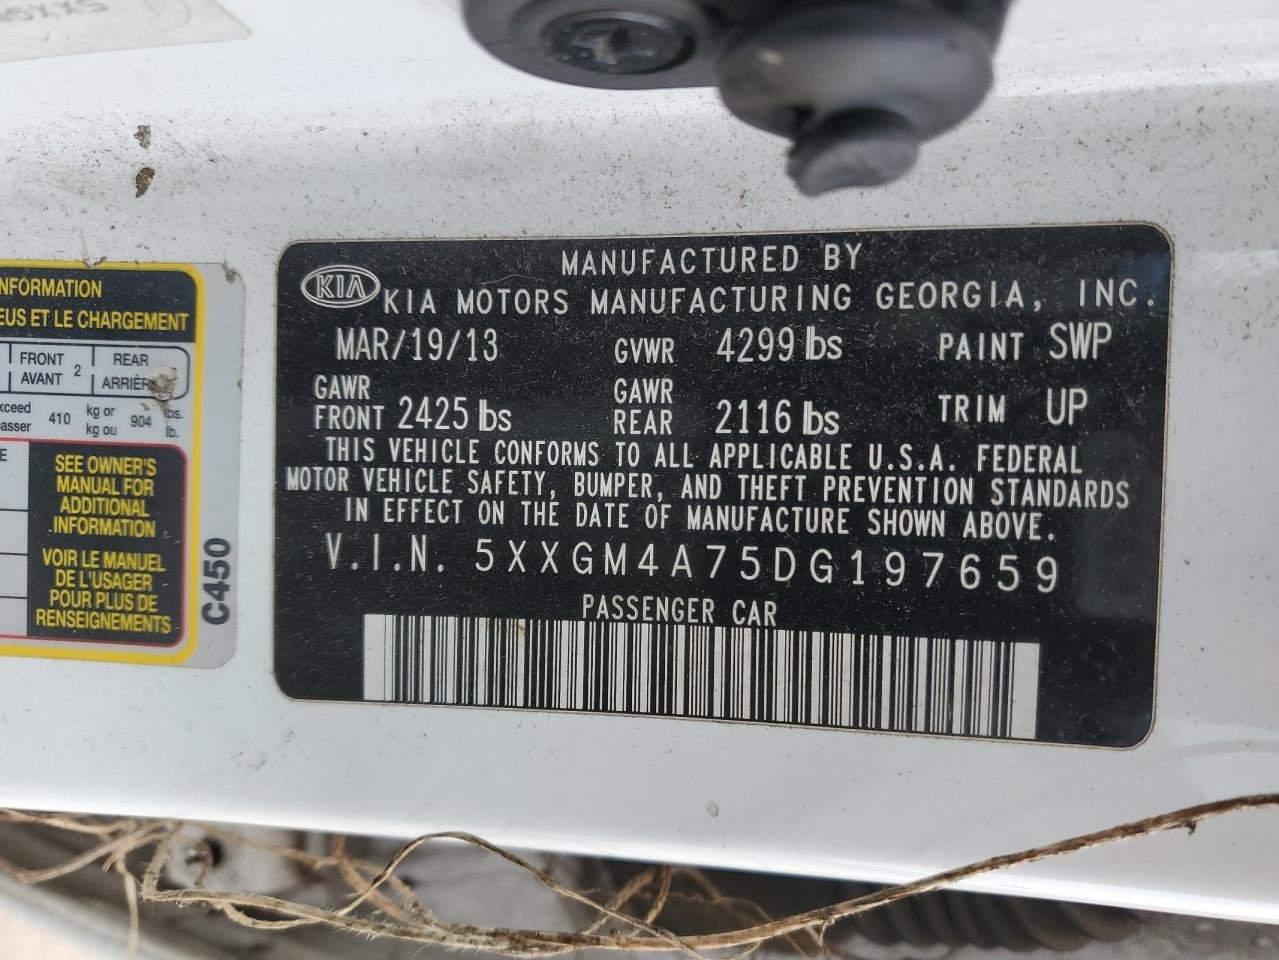 MANUFACTURED BY
KIA KIA MOTORS MANUFACTURING GEORGIA, INC.
MAR/19/13 GVWR 4299 lbs PAINT SWP
GAWR FRONT 2425 lbs GAWR REAR 2116 lbs TRIM UP
THIS VEHICLE CONFORMS TO ALL APPLICABLE U.S.A. FEDERAL
MOTOR VEHICLE SAFETY, BUMPER, AND THEFT PREVENTION STANDARDS
IN EFFECT ON THE DATE OF MANUFACTURE SHOWN ABOVE.
V.I.N. 5XXGM4A75DG197659
PASSENGER CAR
ET LE CHARGEMENT
FRONT 2 REAR
AVANT
410 kg or 904 lbs.
kg ou lb.
SEE OWNER'S
MANUAL FOR
ADDITIONAL
INFORMATION
VOIR LE MANUEL
DE L'USAGER
POUR PLUS DE
RENSEIGNEMENTS
C450